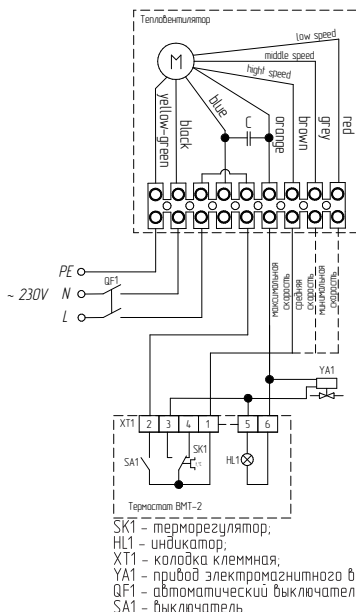 Тепловентилятор
low speed
middle speed
hight speed
M
yellow-green
black
blue
C
orange
brown
grey
red
PE
~ 230V
N
QF1
L
максимальная скорость
средняя скорость
минимальная скорость
YA1
XT1
2
3
4
1
5
6
SA1
SK1
t°C
HL1
Термостат ВМТ-2
SK1 - терморегулятор;
HL1 - индикатор;
XT1 - колодка клеммная;
YA1 - привод электромагнитного в
QF1 - автоматический выключател
SA1 - выключатель